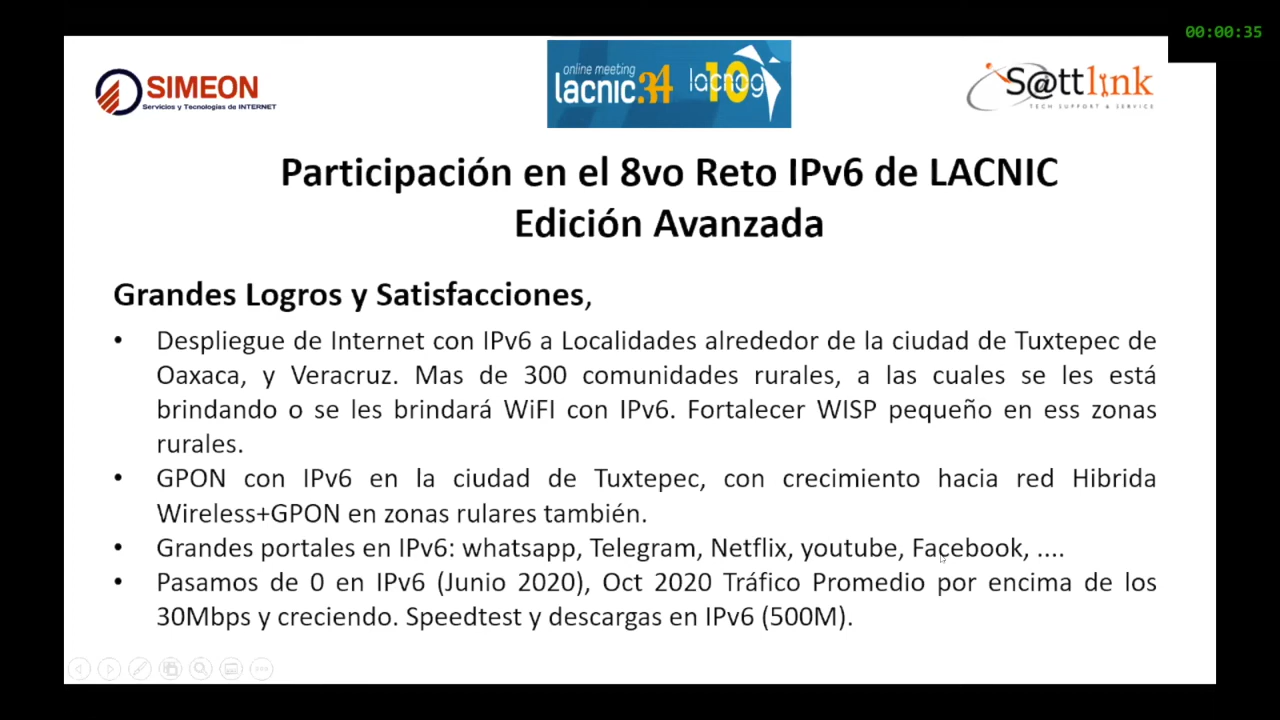 00:00:35
SIMEON
Servicios y Tecnologías de INTERNET
online meeting
lacnic.34
lacnog 10
S@ttlink
TECH SUPPORT & SERVICE
Participación en el 8vo Reto IPv6 de LACNIC
Edición Avanzada
Grandes Logros y Satisfacciones,
• Despliegue de Internet con IPv6 a Localidades alrededor de la ciudad de Tuxtepec de
Oaxaca, y Veracruz. Mas de 300 comunidades rurales, a las cuales se les está
brindando o se les brindará WiFI con IPv6. Fortalecer WISP pequeño en ess zonas
rurales.
• GPON con IPv6 en la ciudad de Tuxtepec, con crecimiento hacia red Hibrida
Wireless+GPON en zonas rulares también.
• Grandes portales en IPv6: whatsapp, Telegram, Netflix, youtube, Facebook, ....
• Pasamos de 0 en IPv6 (Junio 2020), Oct 2020 Tráfico Promedio por encima de los
30Mbps y creciendo. Speedtest y descargas en IPv6 (500M).